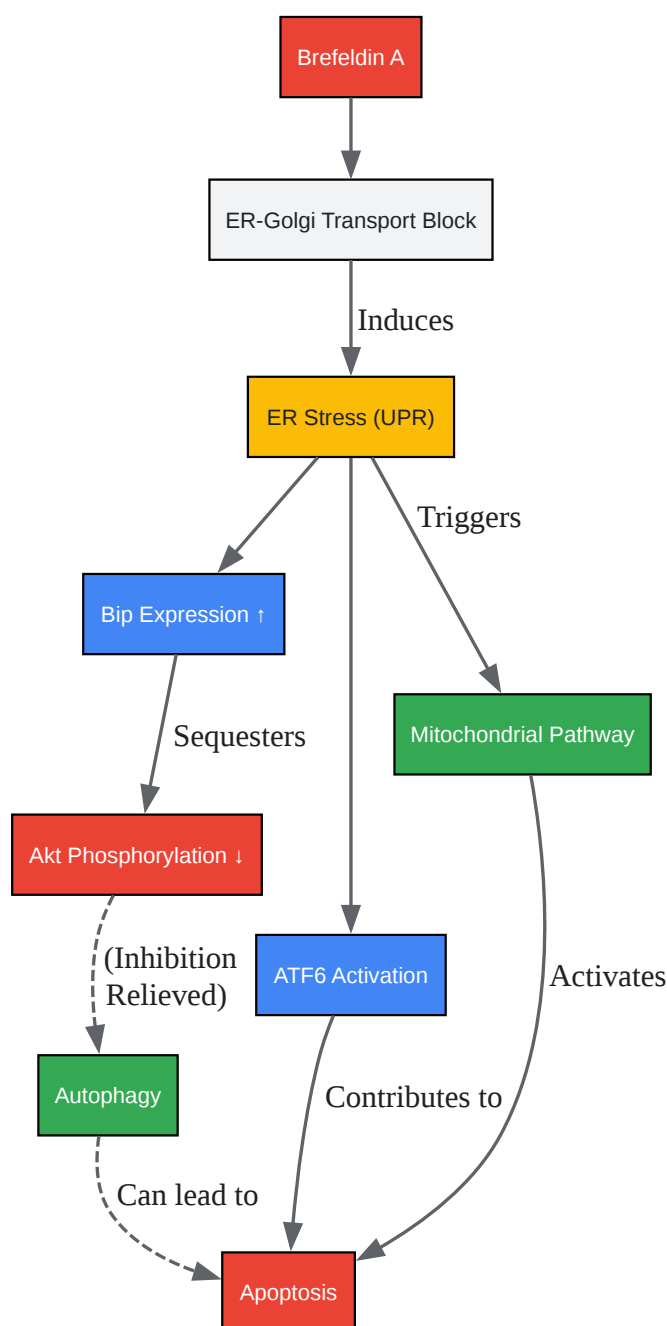 Brefeldin A
ER-Golgi Transport Block
Induces
ER Stress (UPR)
Triggers
Bip Expression ↑
Sequesters
Mitochondrial Pathway
Akt Phosphorylation ↓
(Inhibition
Relieved)
ATF6 Activation
Activates
Autophagy
Contributes to
Can lead to
Apoptosis